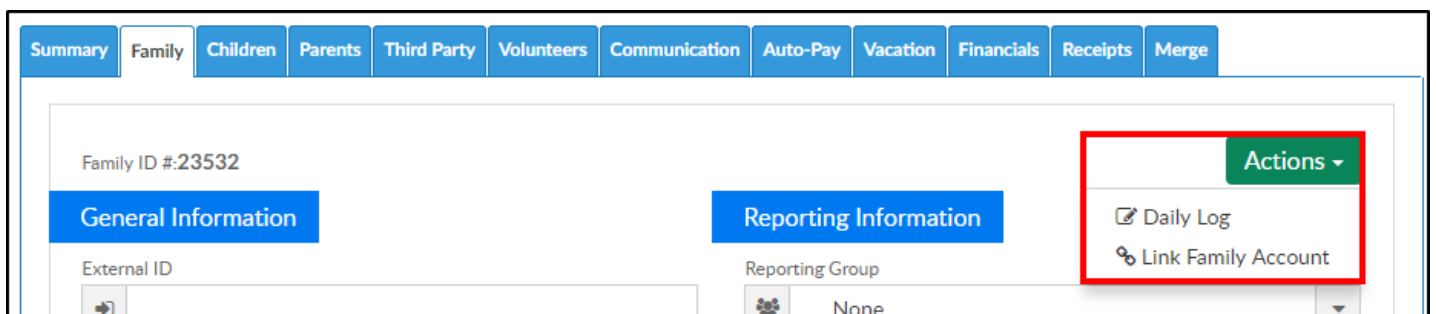 Summary Family Children Parents Third Party Volunteers Communication Auto-Pay Vacation Financials Receipts Merge
Family ID #:23532
Actions
General Information
Reporting Information
Daily Log
Link Family Account
External ID
Reporting Group
None